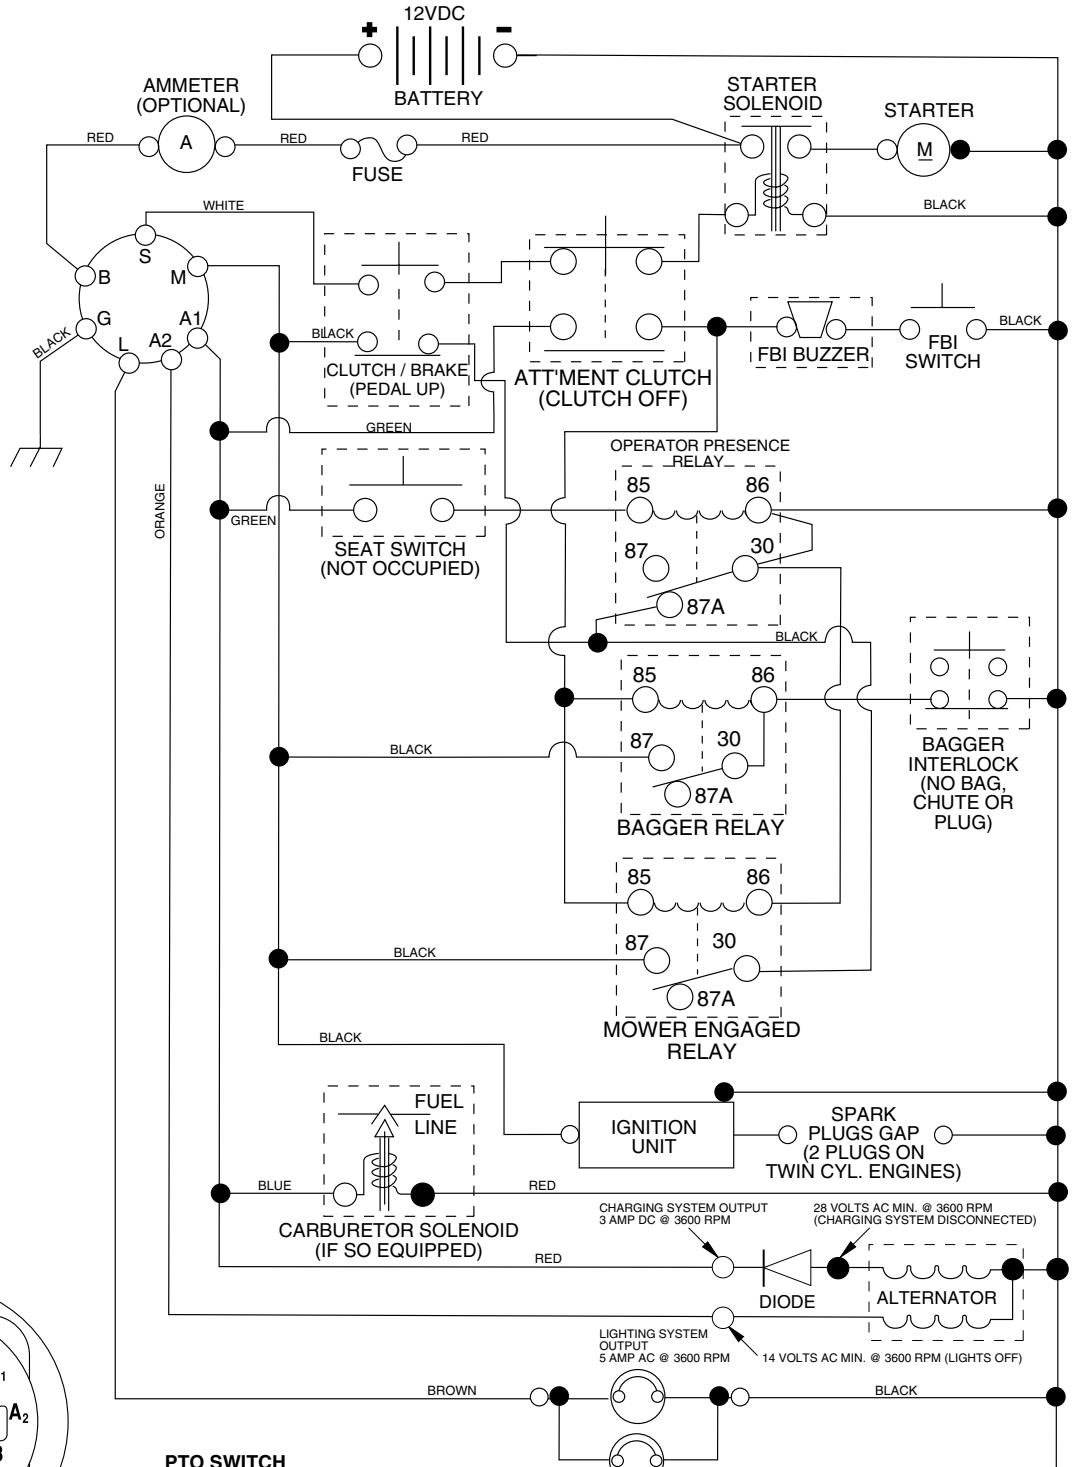 12VDC
+
-
BATTERY
AMMETER
(OPTIONAL)
STARTER
SOLENOID
STARTER
RED
A
RED
FUSE
RED
M
WHITE
BLACK
S
B
M
G
A1
L
A2
BLACK
BLACK
CLUTCH / BRAKE
(PEDAL UP)
ATT'MENT CLUTCH
(CLUTCH OFF)
FBI BUZZER
FBI
SWITCH
BLACK
GREEN
OPERATOR PRESENCE
RELAY
ORANGE
GREEN
SEAT SWITCH
(NOT OCCUPIED)
85
86
87
30
87A
BLACK
85
86
87
30
87A
BAGGER RELAY
BLACK
BAGGER
INTERLOCK
(NO BAG,
CHUTE OR
PLUG)
85
86
87
30
87A
MOWER ENGAGED
RELAY
BLACK
BLACK
FUEL
LINE
IGNITION
UNIT
SPARK
PLUGS GAP
(2 PLUGS ON
TWIN CYL. ENGINES)
BLUE
RED
CARBURETOR SOLENOID
(IF SO EQUIPPED)
CHARGING SYSTEM OUTPUT
3 AMP DC @ 3600 RPM
28 VOLTS AC MIN. @ 3600 RPM
(CHARGING SYSTEM DISCONNECTED)
RED
DIODE
ALTERNATOR
LIGHTING SYSTEM
OUTPUT
5 AMP AC @ 3600 RPM
14 VOLTS AC MIN. @ 3600 RPM (LIGHTS OFF)
BROWN
BLACK
1
A2
PTO SWITCH